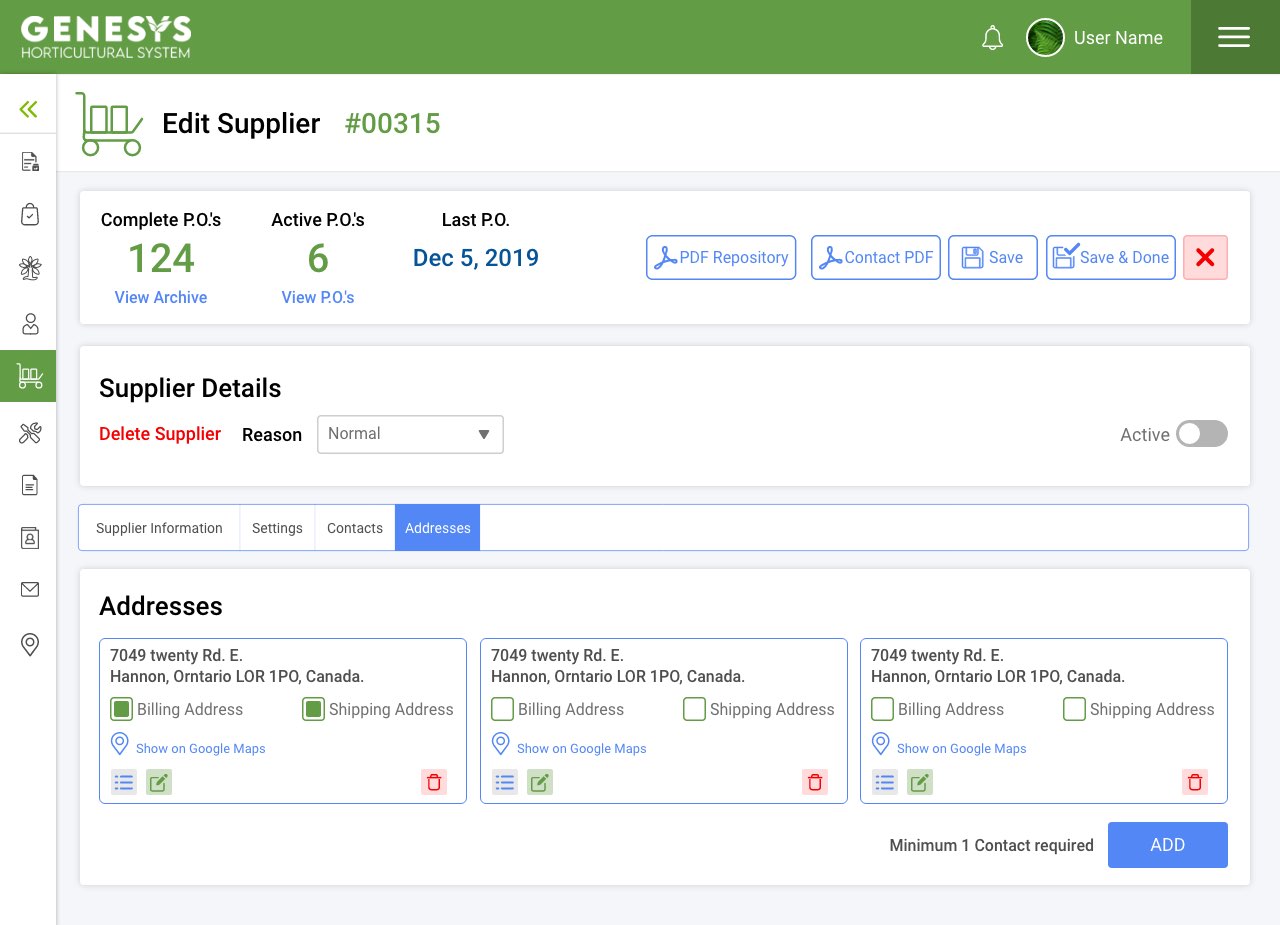 GENESYS
HORTICULTURAL SYSTEM
User Name
Edit Supplier #00315
Complete P.O.'s Active P.O.'s Last P.O.
124 6 Dec 5, 2019
View Archive View P.O.'s
PDF Repository Contact PDF Save Save & Done
Supplier Details
Delete Supplier Reason Normal Active
Supplier Information Settings Contacts Addresses
Addresses
7049 twenty Rd. E.
Hannon, Orntario LOR 1PO, Canada.
Billing Address Shipping Address
Show on Google Maps
7049 twenty Rd. E.
Hannon, Orntario LOR 1PO, Canada.
Billing Address Shipping Address
Show on Google Maps
7049 twenty Rd. E.
Hannon, Orntario LOR 1PO, Canada.
Billing Address Shipping Address
Show on Google Maps
Minimum 1 Contact required ADD